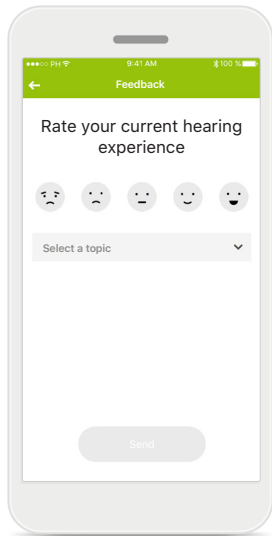 PH 9:41 AM 100 %
Feedback
Rate your current hearing
experience
Select a topic
Send